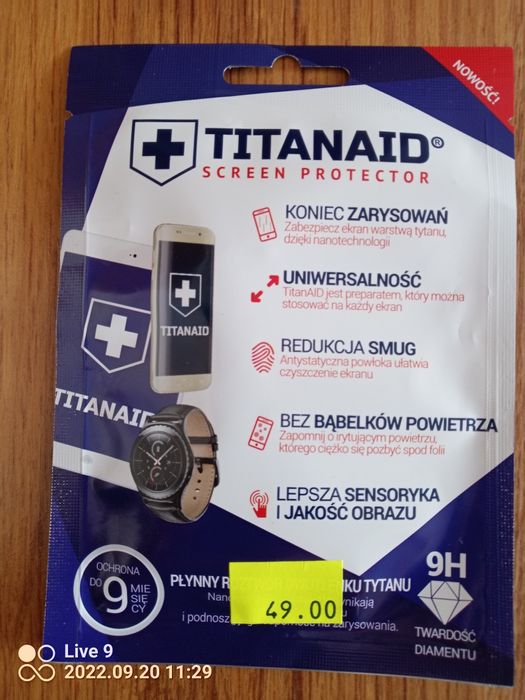 NOWOŚĆ!
TITANAID®
SCREEN PROTECTOR
KONIEC ZARYSOWAŃ
Zabezpiecz ekran warstwą tytanu,
dzięki nanotechnologii
UNIWERSALNOŚĆ
TitanAID jest preparatem, który można
stosować na każdy ekran
REDUKCJA SMUG
Antystatyczna powłoka ułatwia
czyszczenie ekranu
BEZ BĄBELKÓW POWIETRZA
Zapomnij o irytującym powietrzu,
którego ciężko się pozbyć spod folii
LEPSZA SENSORYKA
I JAKOŚĆ OBRAZU
TITANAID
TITANAID
OCHRONA
DO 9 MIE
SIĘ
CY
PŁYNNY TYTANU
49.00
i podnosz na zarysowania.
9H
TWARDOŚĆ
DIAMENTU
Live 9
2022.09.20 11:29